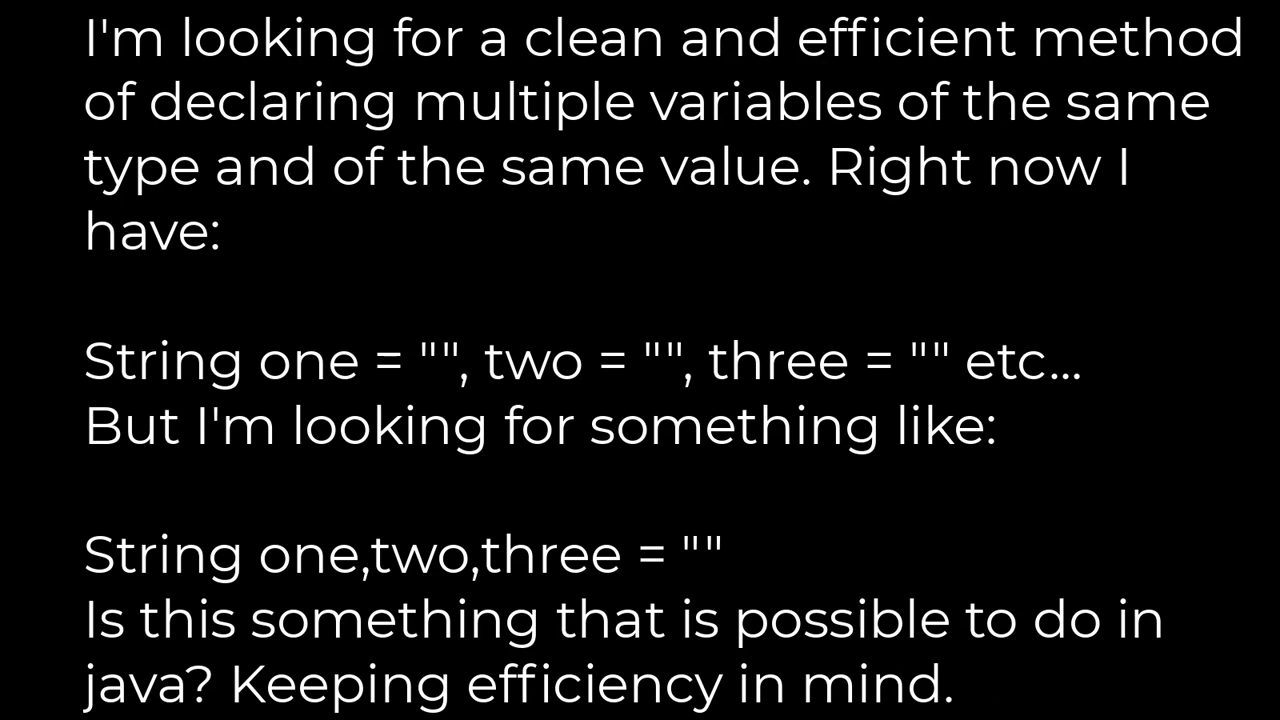 I'm looking for a clean and efficient method
of declaring multiple variables of the same
type and of the same value. Right now I
have:
String one = "", two = "", three = "" etc...
But I'm looking for something like:
String one,two,three = ""
Is this something that is possible to do in
java? Keeping efficiency in mind.